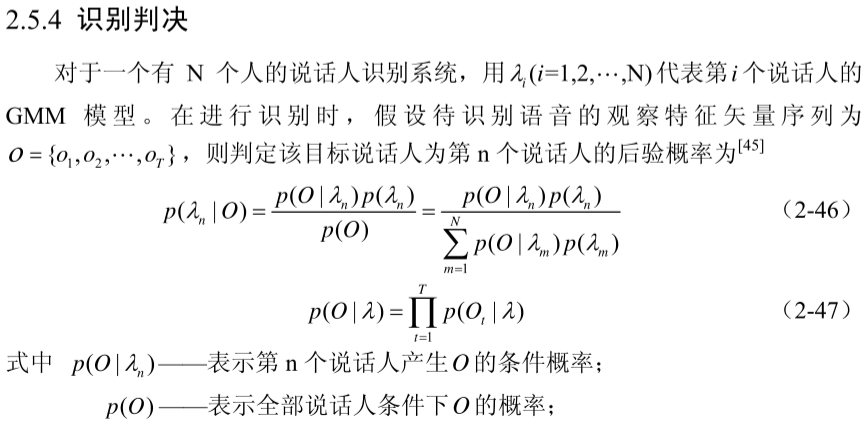 2.5.4 识别判决
对于一个有 N 个人的说话人识别系统，用 λ_i (i=1,2,⋯,N) 代表第 i 个说话人的
GMM 模型。在进行识别时，假设待识别语音的观察特征矢量序列为
O = {o_1,o_2,⋯,o_T}，则判定该目标说话人为第 n 个说话人的后验概率为[45]
p(λ_n | O) = \frac{p(O | λ_n)p(λ_n)}{p(O)} = \frac{p(O | λ_n)p(λ_n)}{\sum_{m=1}^{N} p(O | λ_m)p(λ_m)} （2-46）
p(O | λ) = \prod_{t=1}^{T} p(O_t | λ) （2-47）
式中 p(O | λ_n)——表示第 n 个说话人产生 O 的条件概率；
p(O)——表示全部说话人条件下 O 的概率；